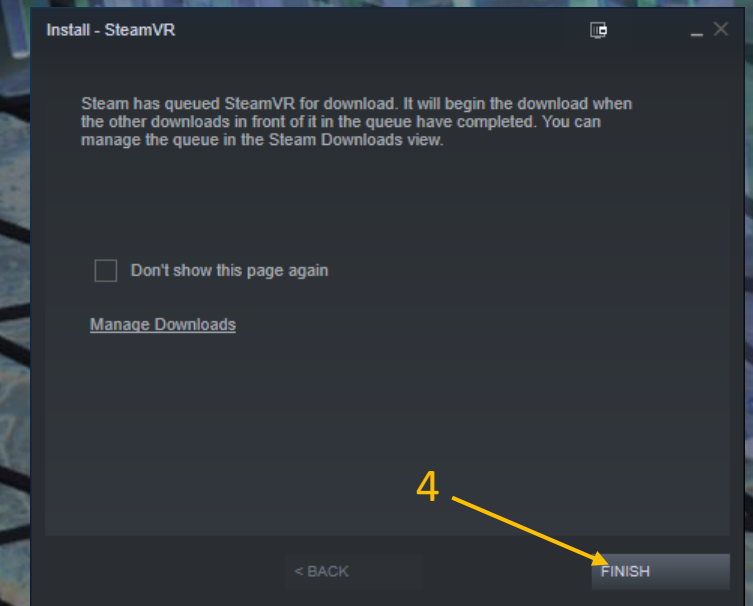 Install - SteamVR
Steam has queued SteamVR for download. It will begin the download when
the other downloads in front of it in the queue have completed. You can
manage the queue in the Steam Downloads view.
Don't show this page again
Manage Downloads
4
< BACK
FINISH